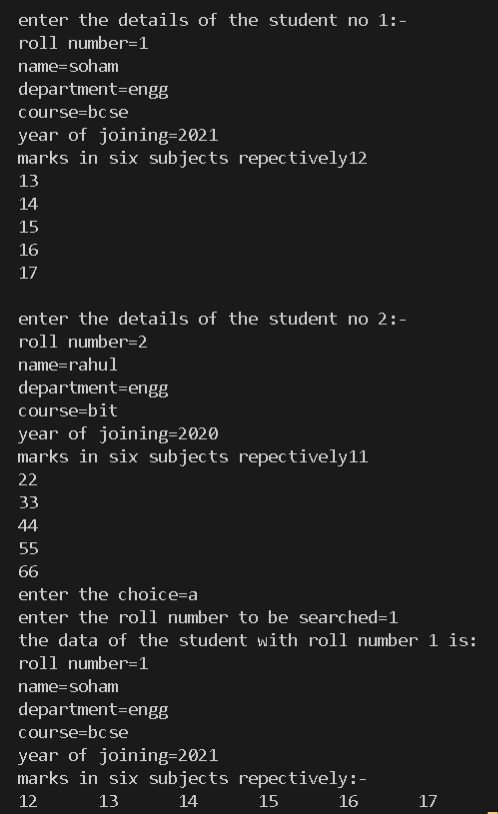 enter the details of the student no 1:-
roll number=1
name=soham
department=engg
course=bcse
year of joining=2021
marks in six subjects repectively12
13
14
15
16
17
enter the details of the student no 2:-
roll number=2
name=rahul
department=engg
course=bit
year of joining=2020
marks in six subjects repectively11
22
33
44
55
66
enter the choice=a
enter the roll number to be searched=1
the data of the student with roll number 1 is:
roll number=1
name=soham
department=engg
course=bcse
year of joining=2021
marks in six subjects repectively:-
12 13 14 15 16 17